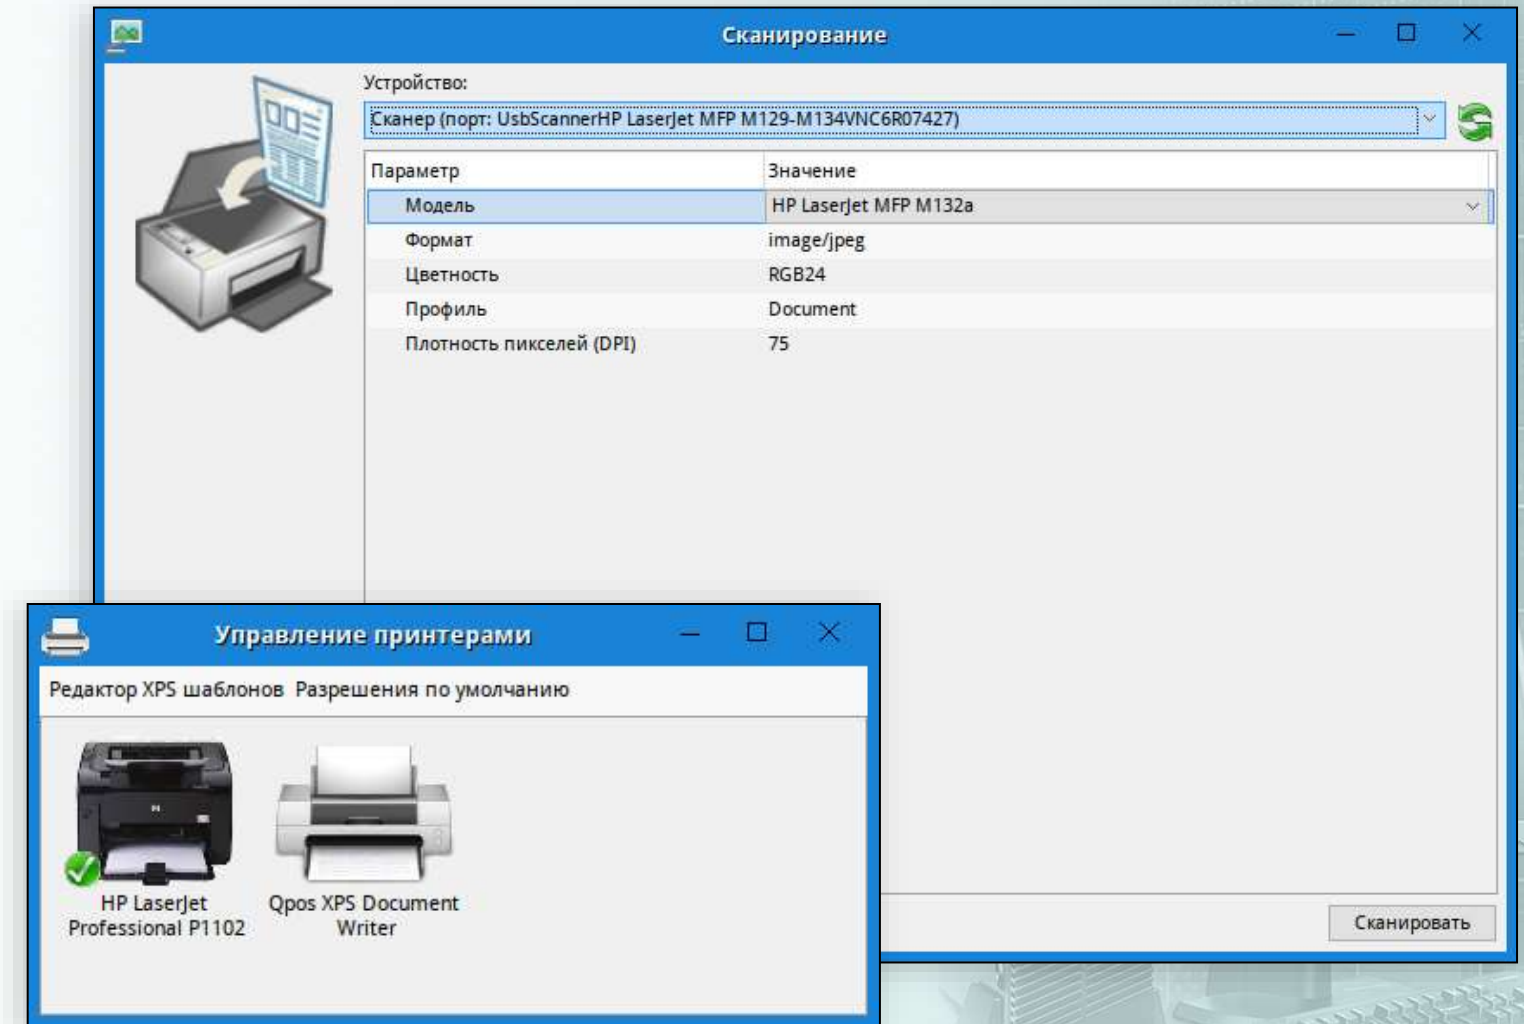 Сканирование
Устройство:
Сканер (порт: UsbScannerHP LaserJet MFP M129-M134VNC6R07427)
Параметр Значение
Модель HP LaserJet MFP M132a
Формат image/jpeg
Цветность RGB24
Профиль Document
Плотность пикселей (DPI) 75
Сканировать
Управление принтерами
Редактор XPS шаблонов Разрешения по умолчанию
HP LaserJet
Professional P1102
Qpos XPS Document
Writer